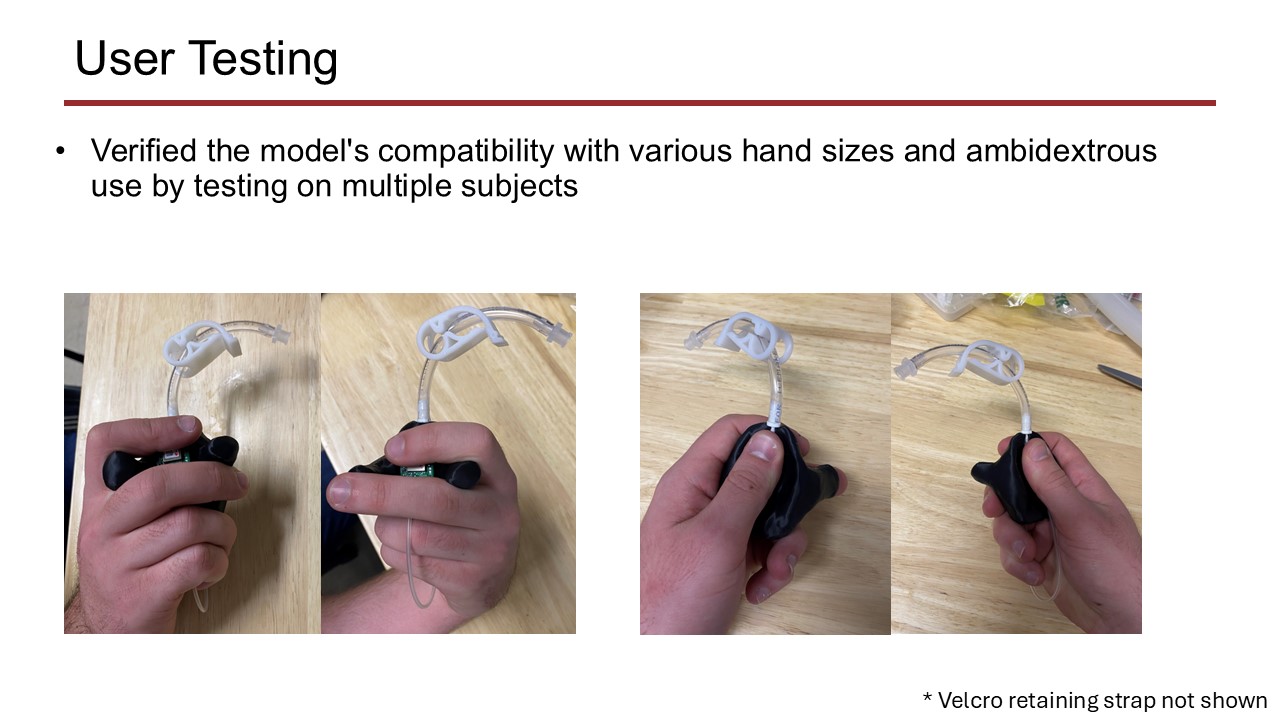 User Testing
• Verified the model's compatibility with various hand sizes and ambidextrous
use by testing on multiple subjects
* Velcro retaining strap not shown